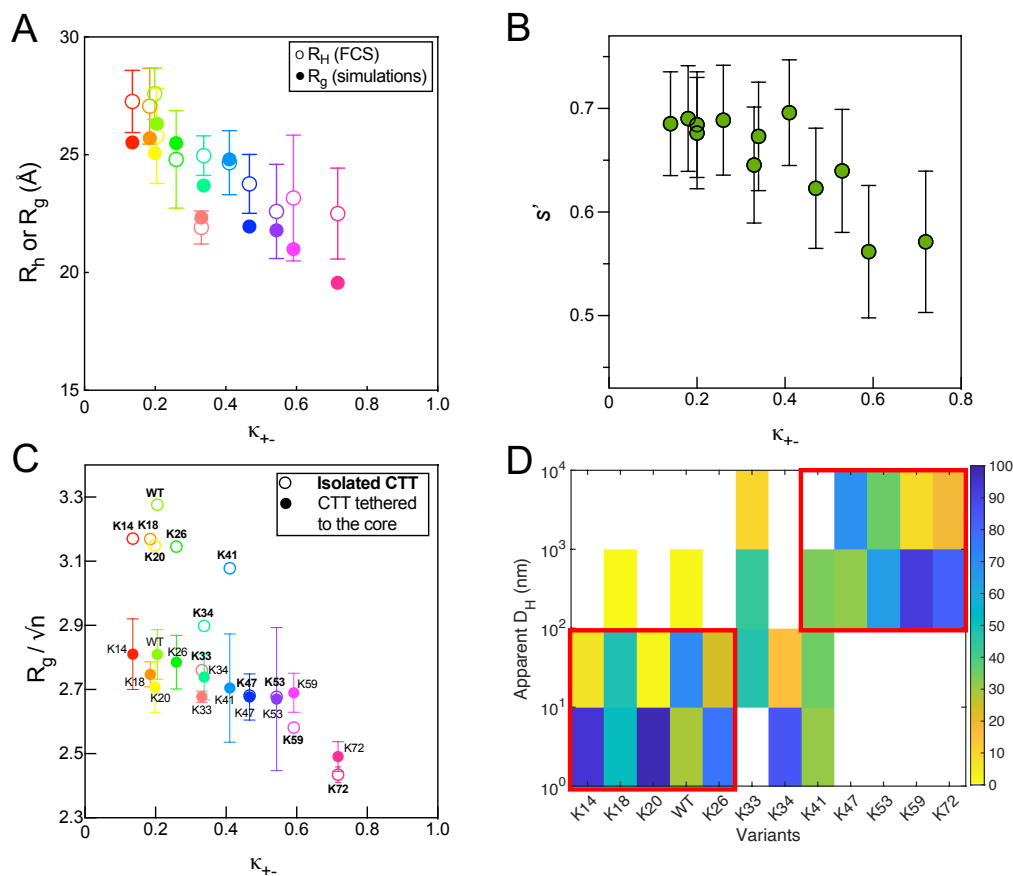 A
30
25
20
15
R_h or R_g (Å)
○ R_H (FCS)
● R_g (simulations)
0
0.2
0.4
0.6
0.8
1.0
κ_+-
B
0.7
0.6
0.5
s'
0
0.2
0.4
0.6
0.8
κ_+-
C
3.3
3.1
2.9
2.7
2.5
2.3
R_g / √n
Isolated CTT
CTT tethered
to the core
WT
K14
K18
K20
K26
K41
K34
K33
K47
K53
K59
K72
K14
WT
K26
K18
K20
K34
K33
K41
K47
K53
K59
K72
0
0.2
0.4
0.6
0.8
1.0
κ_+-
D
10^4
10^3
10^2
10^1
10^0
Apparent D_H (nm)
K14
K18
K20
WT
K26
K33
K34
K41
K47
K53
K59
K72
Variants
100
90
80
70
60
50
40
30
20
10
0